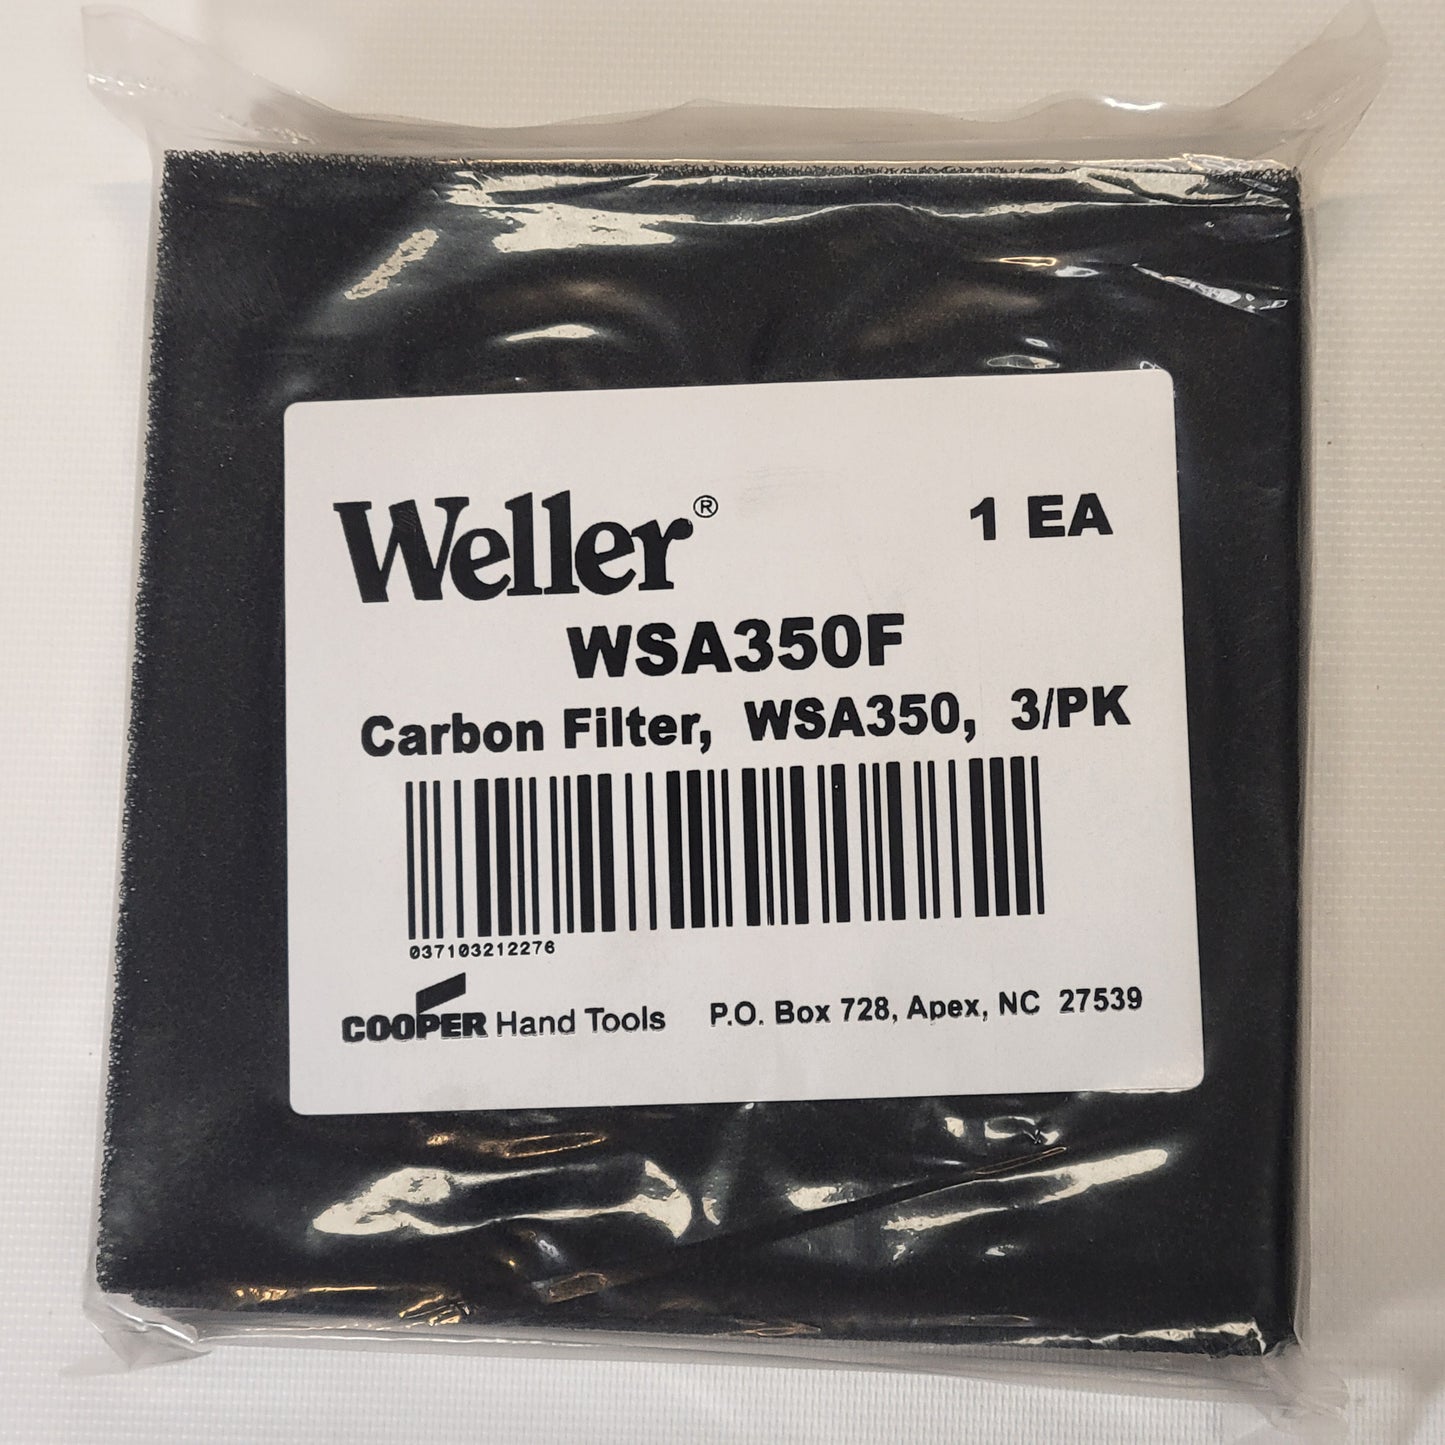 Weller® 1 EA
WSA350F
Carbon Filter, WSA350, 3/PK
037103212276
COOPER Hand Tools P.O. Box 728, Apex, NC 27539